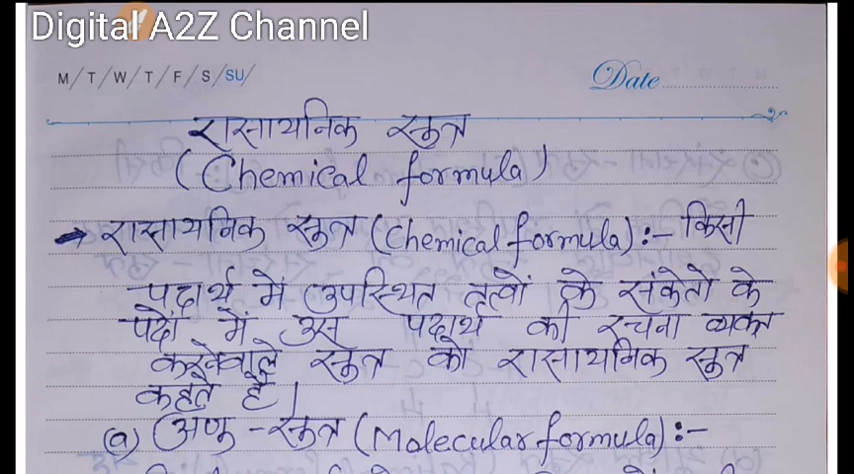 Digital A2Z Channel
M/T/W/T/F/S/SU/
Date
रासायनिक सूत्र
(Chemical formula)
→ रासायनिक सूत्र (Chemical formula) :- किसी
पदार्थ में उपस्थित तत्वों के संकेतो के
पदों में उस पदार्थ की रचना व्यक्त
करनेवाले सूत्र को रासायनिक सूत्र
कहते है।
(a) अणु - सूत्र (Molecular formula) :-